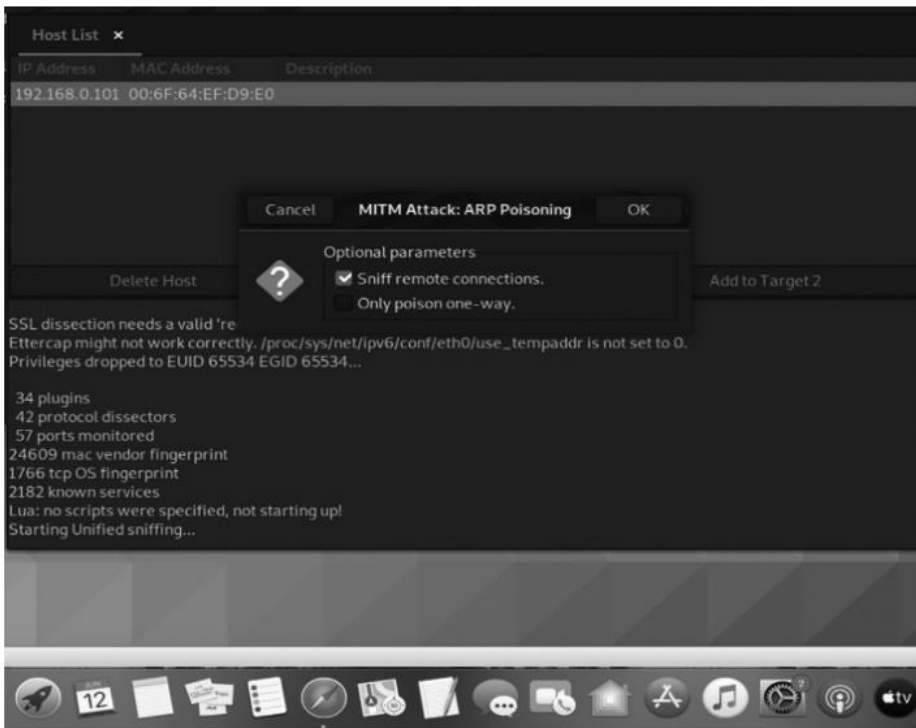 Host List ×
IP Address MAC Address Description
192.168.0.101 00:6F:64:EF:D9:E0
Cancel MITM Attack: ARP Poisoning OK
Optional parameters
Sniff remote connections.
Only poison one-way.
Delete Host Add to Target 2
SSL dissection needs a valid 're
Ettercap might not work correctly. /proc/sys/net/ipv6/conf/eth0/use_tempaddr is not set to 0.
Privileges dropped to EUID 65534 EGID 65534...
34 plugins
42 protocol dissectors
57 ports monitored
24609 mac vendor fingerprint
1766 tcp OS fingerprint
2182 known services
Lua: no scripts were specified, not starting up!
Starting Unified sniffing...
JUN
12
tv